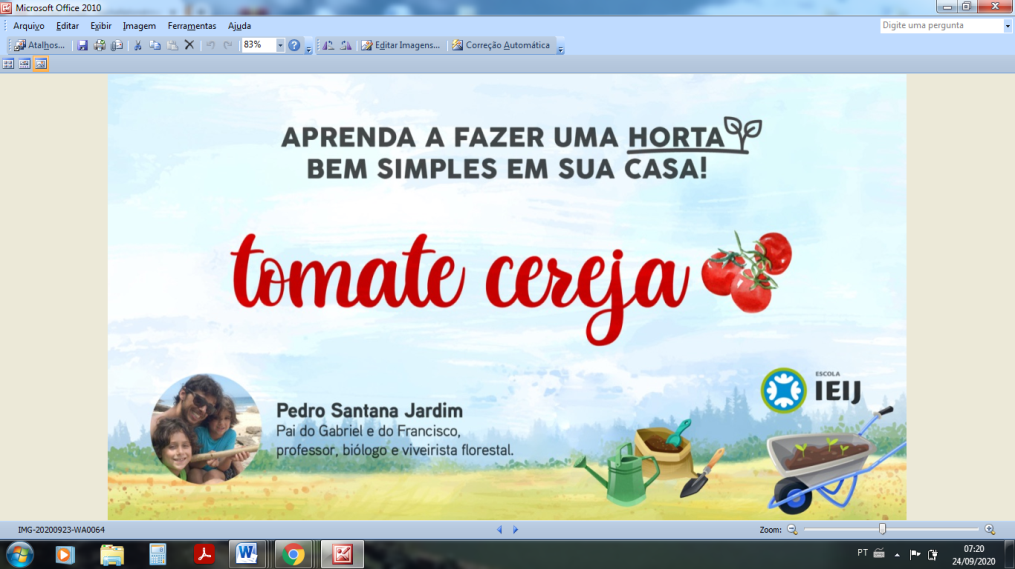 Microsoft Office 2010
Arquivo Editar Exibir Imagem Ferramentas Ajuda
Digite uma pergunta
Atalhos... 83% Editar Imagens... Correção Automática
APRENDA A FAZER UMA HORTA
BEM SIMPLES EM SUA CASA!
tomate cereja
ESCOLA
IEIJ
Pedro Santana Jardim
Pai do Gabriel e do Francisco,
professor, biólogo e viveirista florestal.
IMG-20200923-WA0064
Zoom:
PT
07:20
24/09/2020